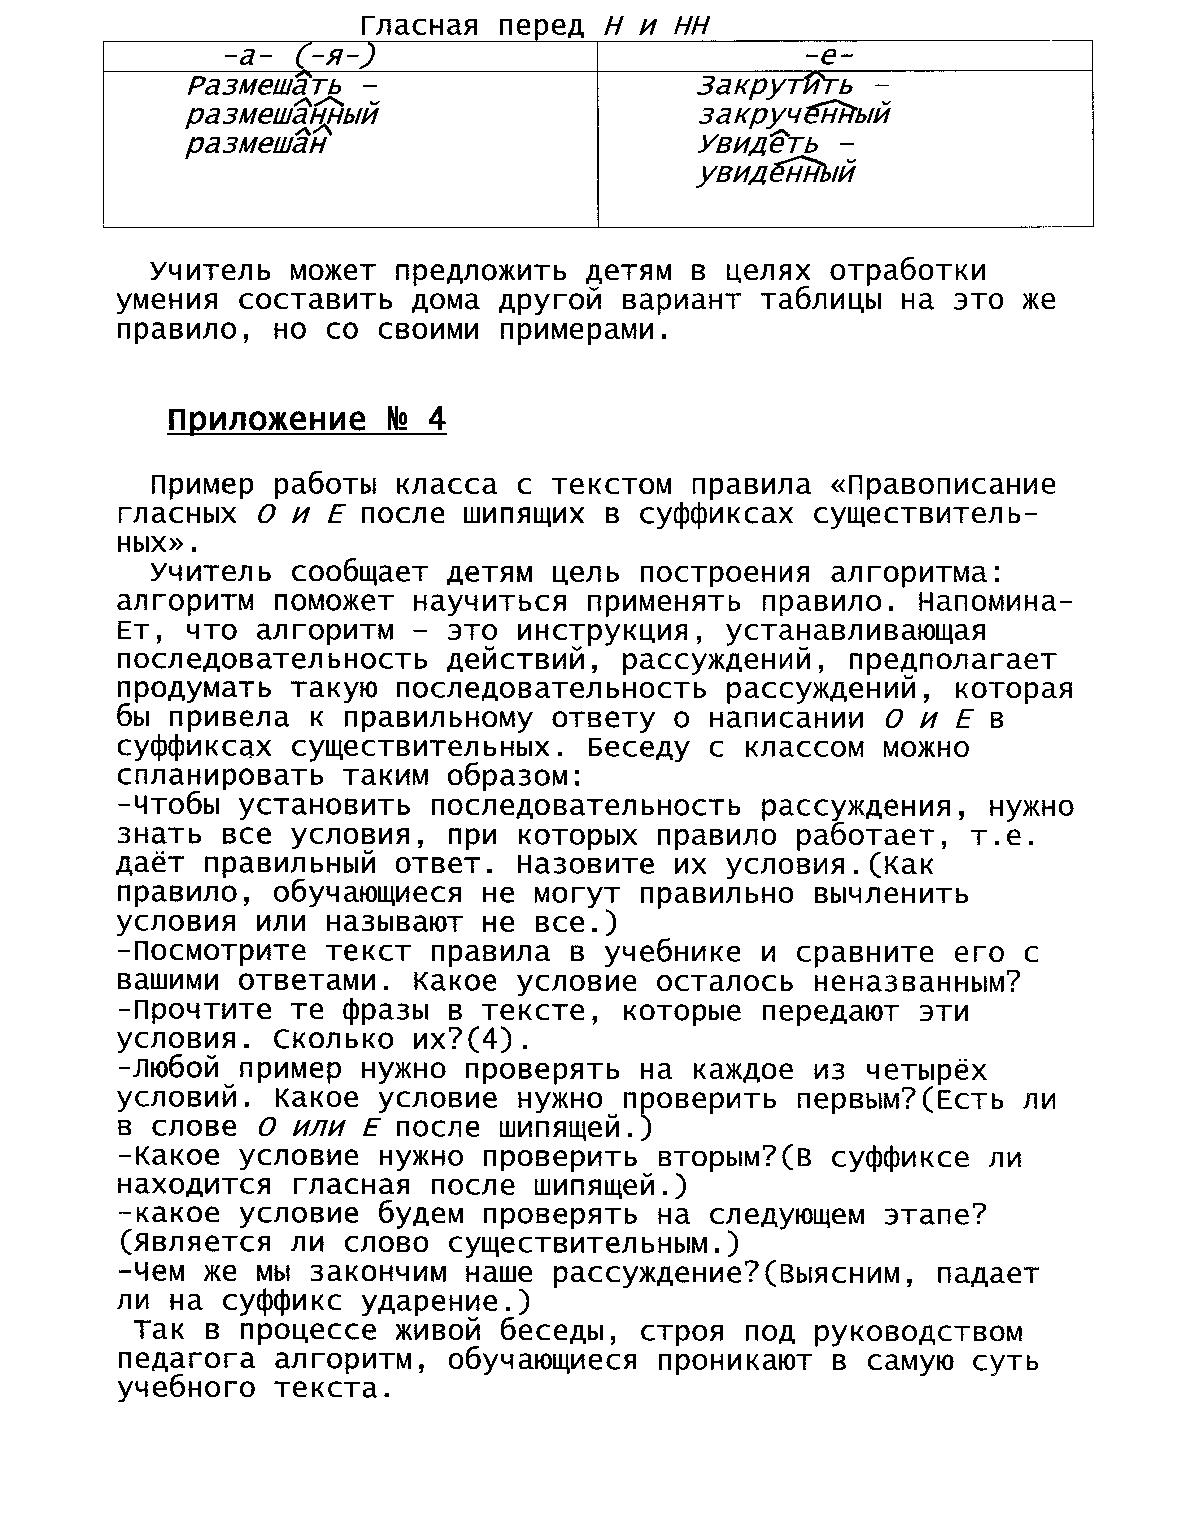 Гласная перед Н и НН
-а- (-я-) -е-
Размешать – Закрутить –
размешанный закрученный
размешан Увидеть –
увиденный
Учитель может предложить детям в целях отработки
умения составить дома другой вариант таблицы на это же
правило, но со своими примерами.
Приложение № 4
Пример работы класса с текстом правила «Правописание
гласных О и Е после шипящих в суффиксах существитель-
ных».
Учитель сообщает детям цель построения алгоритма:
алгоритм поможет научиться применять правило. Напомина-
Ет, что алгоритм – это инструкция, устанавливающая
последовательность действий, рассуждений, предполагает
продумать такую последовательность рассуждений, которая
бы привела к правильному ответу о написании О и Е в
суффиксах существительных. Беседу с классом можно
спланировать таким образом:
-Чтобы установить последовательность рассуждения, нужно
знать все условия, при которых правило работает, т.е.
даёт правильный ответ. Назовите их условия.(Как
правило, обучающиеся не могут правильно вычленить
условия или называют не все.)
-Посмотрите текст правила в учебнике и сравните его с
вашими ответами. Какое условие осталось неназванным?
-Прочтите те фразы в тексте, которые передают эти
условия. Сколько их?(4).
-Любой пример нужно проверять на каждое из четырёх
условий. Какое условие нужно проверить первым?(Есть ли
в слове О или Е после шипящей.)
-Какое условие нужно проверить вторым?(В суффиксе ли
находится гласная после шипящей.)
-какое условие будем проверять на следующем этапе?
(Является ли слово существительным.)
-Чем же мы закончим наше рассуждение?(Выясним, падает
ли на суффикс ударение.)
Так в процессе живой беседы, строя под руководством
педагога алгоритм, обучающиеся проникают в самую суть
учебного текста.